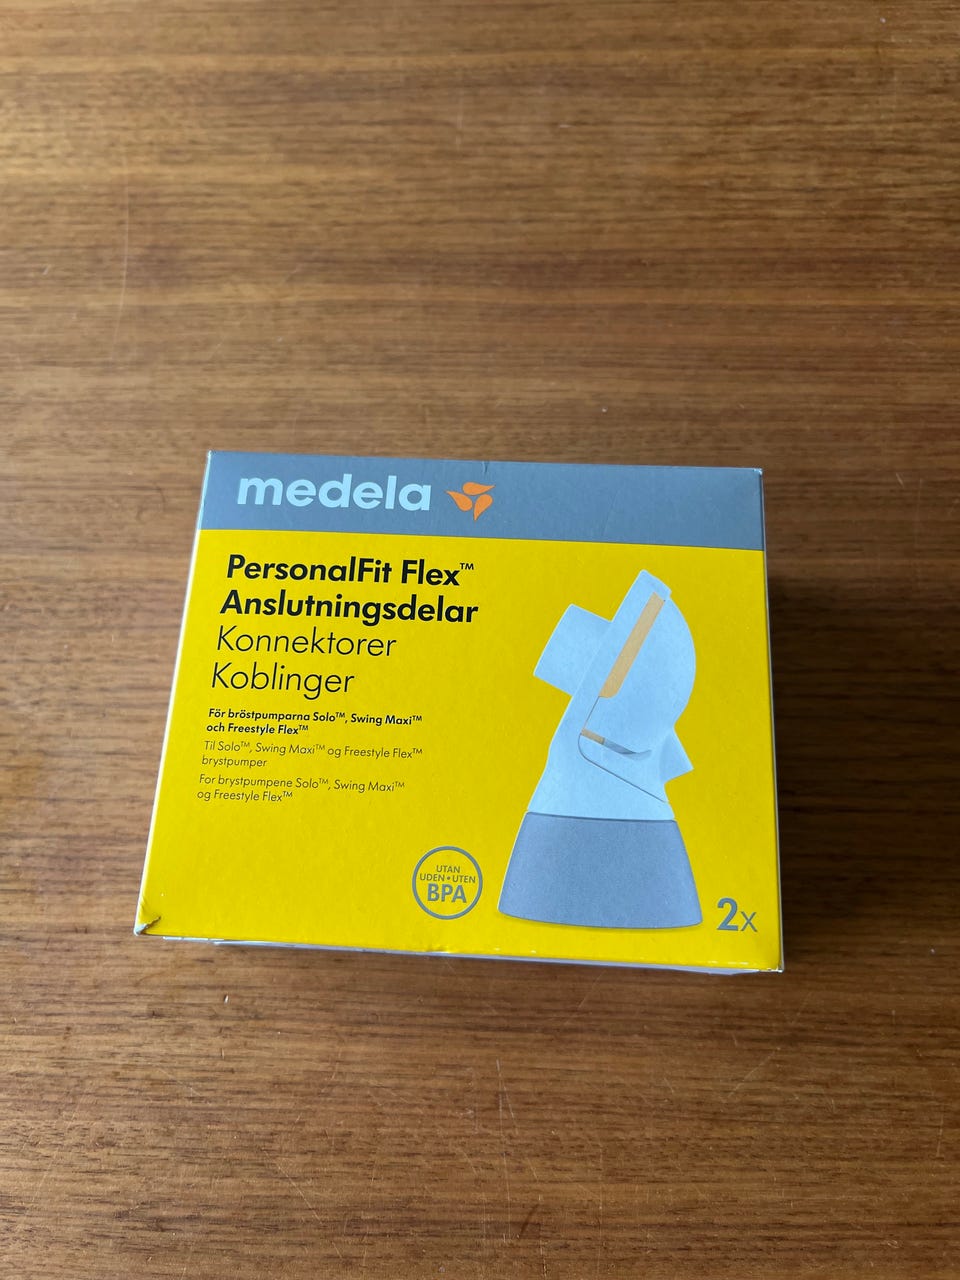 medela
PersonalFit Flex™
Anslutningsdelar
Konnektorer
Koblinger
För bröstpumparna Solo™, Swing Maxi™
och Freestyle Flex™
Til Solo™, Swing Maxi™ og Freestyle Flex™
brystpumper
For brystpumpene Solo™, Swing Maxi™
og Freestyle Flex™
UTAN
UDEN • UTEN
BPA
2x